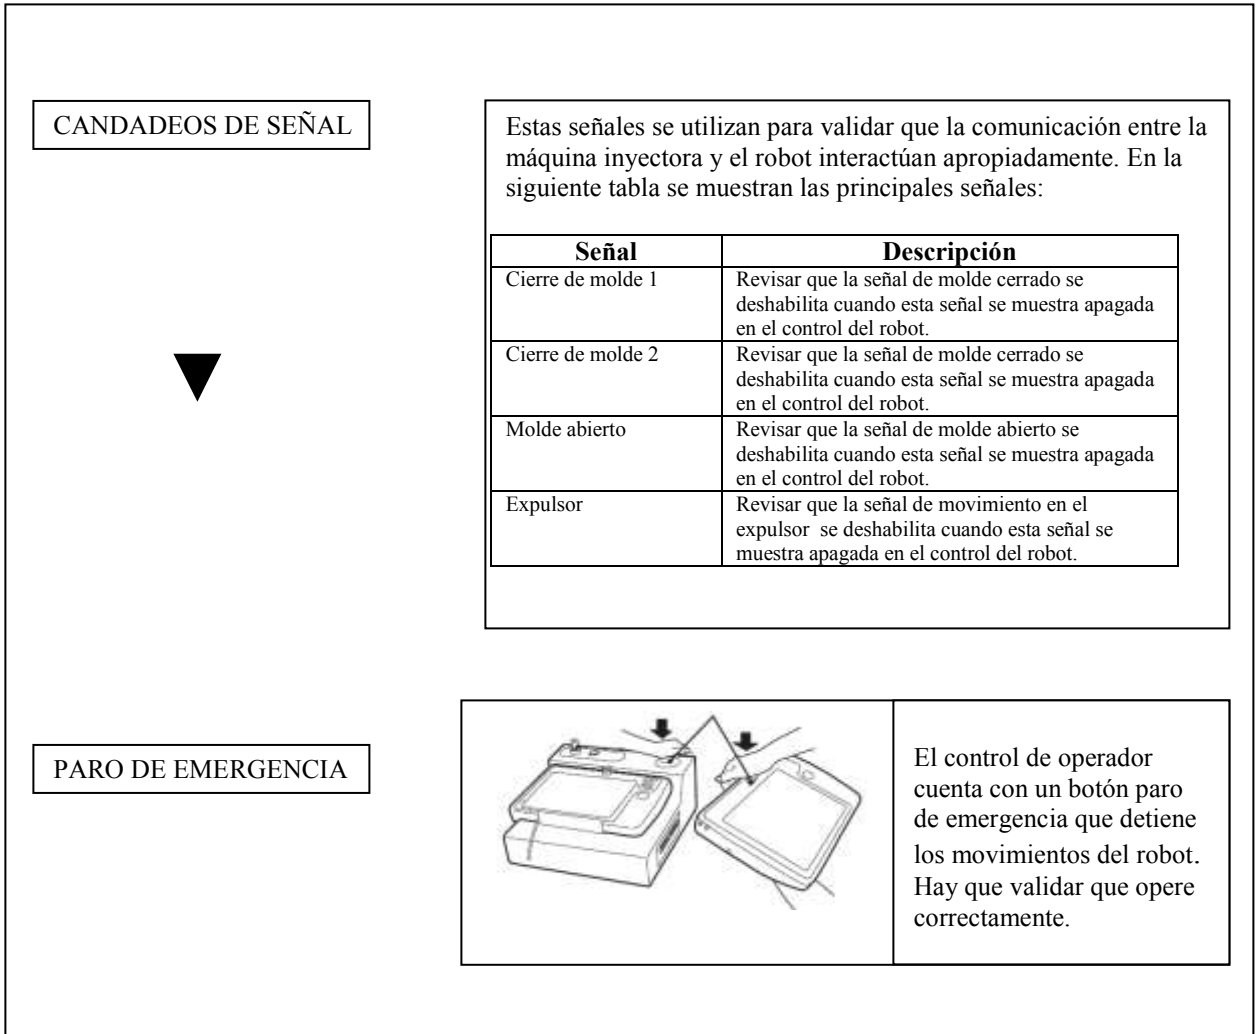 CANDADEOS DE SEÑAL
Estas señales se utilizan para validar que la comunicación entre la
máquina inyectora y el robot interactúan apropiadamente. En la
siguiente tabla se muestran las principales señales:
Señal Descripción
Cierre de molde 1 Revisar que la señal de molde cerrado se
deshabilita cuando esta señal se muestra apagada
en el control del robot.
Cierre de molde 2 Revisar que la señal de molde cerrado se
deshabilita cuando esta señal se muestra apagada
en el control del robot.
Molde abierto Revisar que la señal de molde abierto se
deshabilita cuando esta señal se muestra apagada
en el control del robot.
Expulsor Revisar que la señal de movimiento en el
expulsor se deshabilita cuando esta señal se
muestra apagada en el control del robot.
PARO DE EMERGENCIA
El control de operador
cuenta con un botón paro
de emergencia que detiene
los movimientos del robot.
Hay que validar que opere
correctamente.